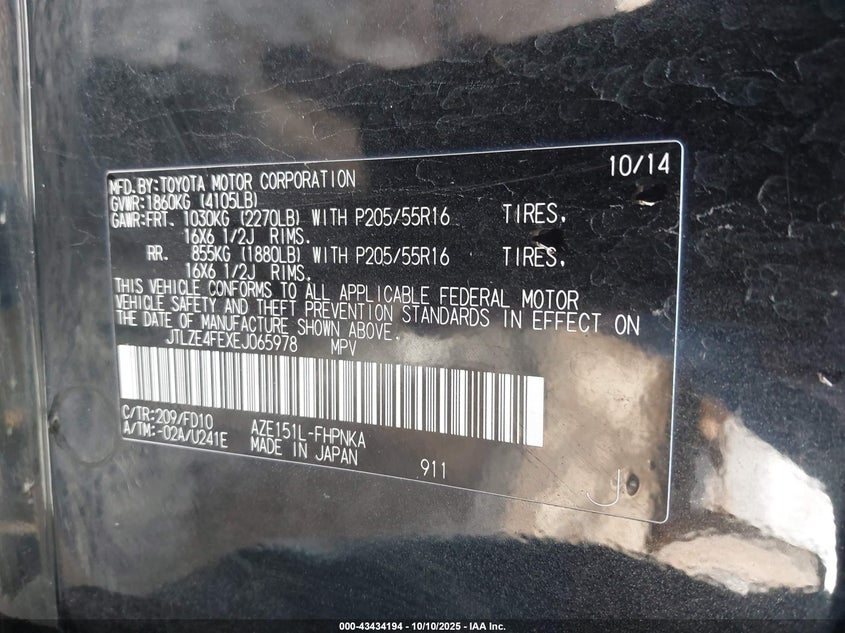 MFD.BY:TOYOTA MOTOR CORPORATION 10/14
GVWR:1860KG (4105LB)
GAWR:FRT. 1030KG (2270LB) WITH P205/55R16 TIRES,
16X6 1/2J RIMS.
RR. 855KG (1880LB) WITH P205/55R16 TIRES,
16X6 1/2J RIMS.
THIS VEHICLE CONFORMS TO ALL APPLICABLE FEDERAL MOTOR
VEHICLE SAFETY AND THEFT PREVENTION STANDARDS IN EFFECT ON
THE DATE OF MANUFACTURE SHOWN ABOVE.
JTLZE4FEXEJ065978 MPV
C/TR:209/FD10 AZE151L-FHPNKA
A/TM:-02A/U241E MADE IN JAPAN 911
J
000-43434194 - 10/10/2025 - IAA Inc.